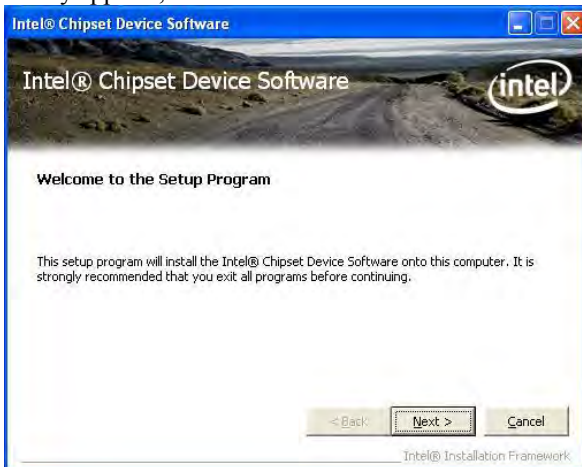 Intel® Chipset Device Software
Intel® Chipset Device Software
intel
Welcome to the Setup Program
This setup program will install the Intel® Chipset Device Software onto this computer. It is
strongly recommended that you exit all programs before continuing.
< Back
Next >
Cancel
Intel® Installation Framework